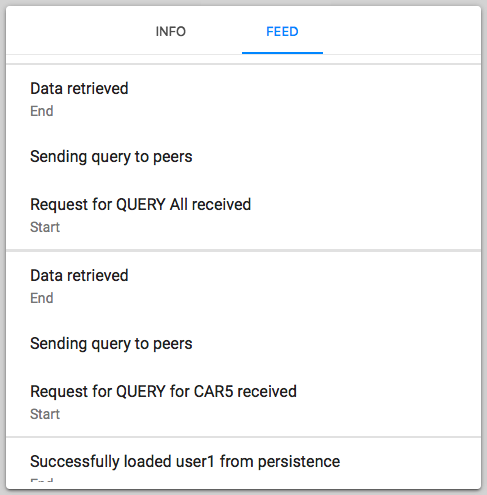 INFO FEED
Data retrieved
End
Sending query to peers
Request for QUERY All received
Start
Data retrieved
End
Sending query to peers
Request for QUERY for CAR5 received
Start
Successfully loaded user1 from persistence
End